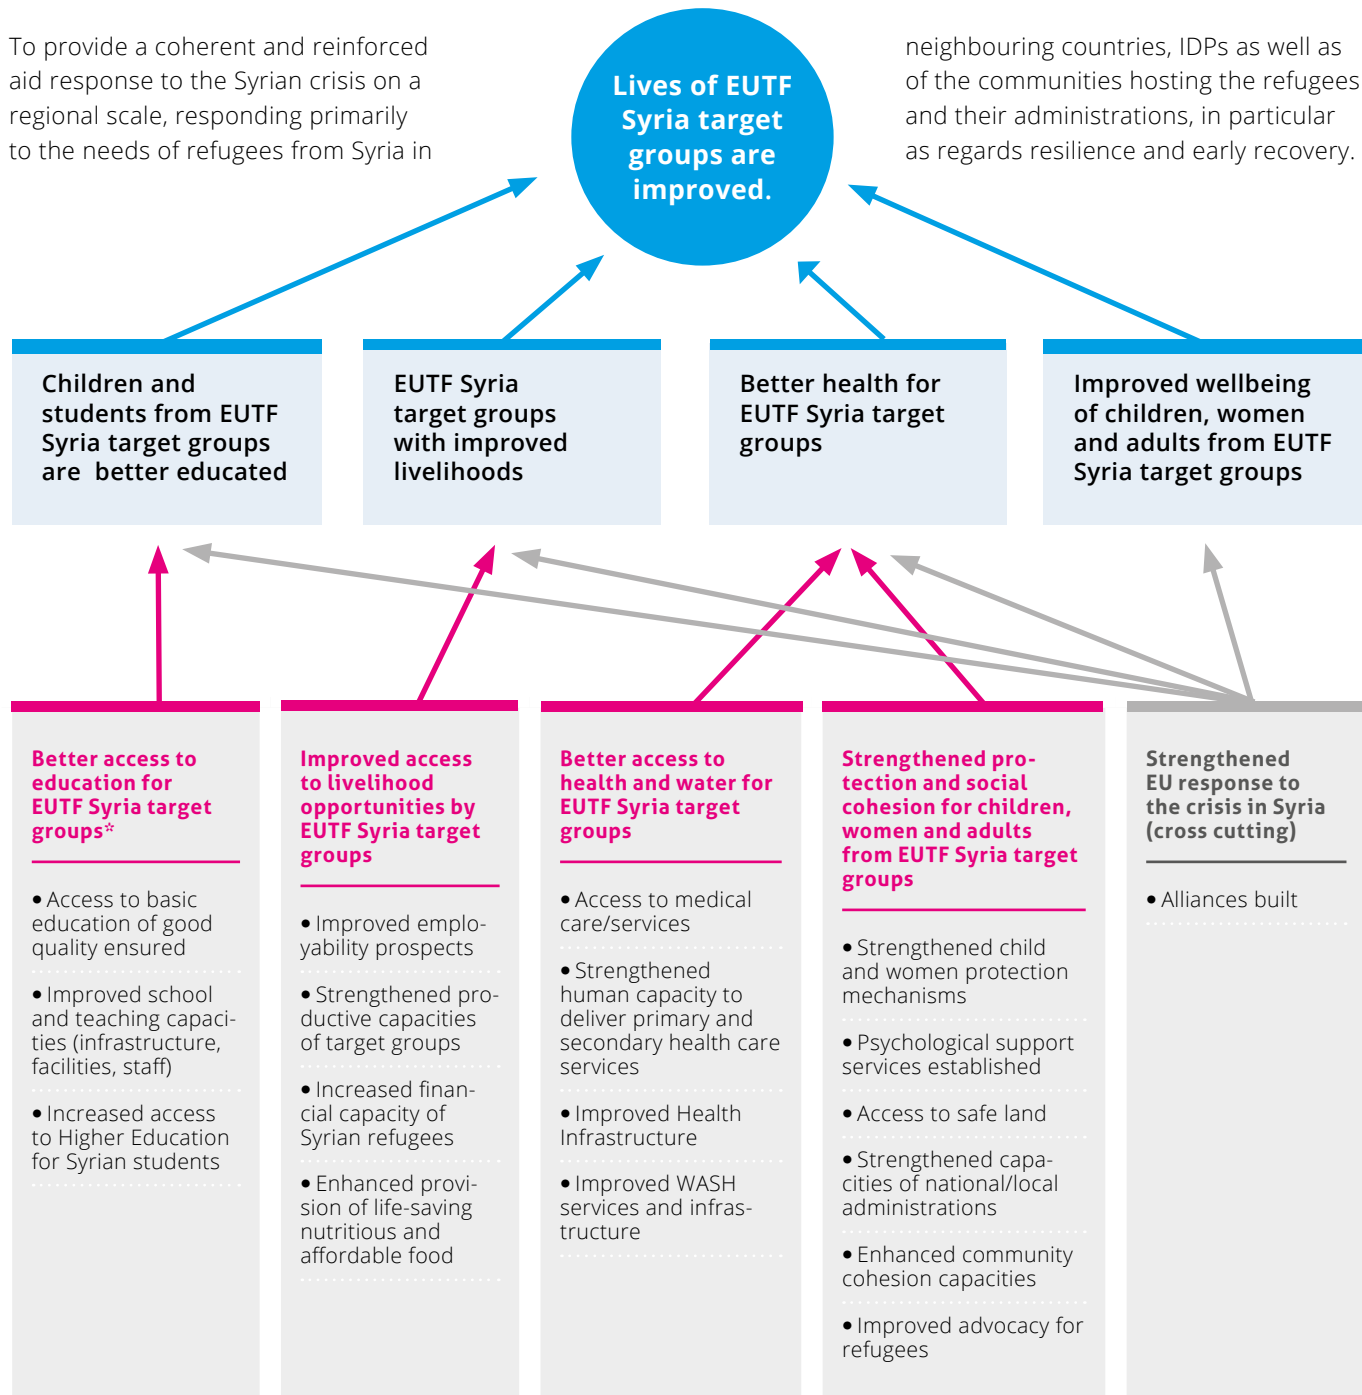 To provide a coherent and reinforced
aid response to the Syrian crisis on a
regional scale, responding primarily
to the needs of refugees from Syria in
neighbouring countries, IDPs as well as
of the communities hosting the refugees
and their administrations, in particular
as regards resilience and early recovery.
Lives of EUTF
Syria target
groups are
improved.
Children and
students from EUTF
Syria target groups
are better educated
EUTF Syria
target groups
with improved
livelihoods
Better health for
EUTF Syria target
groups
Improved wellbeing
of children, women
and adults from EUTF
Syria target groups
Better access to
education for
EUTF Syria target
groups*
• Access to basic
education of good
quality ensured
• Improved school
and teaching capaci-
ties (infrastructure,
facilities, staff)
• Increased access
to Higher Education
for Syrian students
Improved access
to livelihood
opportunities by
EUTF Syria target
groups
• Improved emplo-
yability prospects
• Strengthened pro-
ductive capacities
of target groups
• Increased finan-
cial capacity of
Syrian refugees
• Enhanced provi-
sion of life-saving
nutritious and
affordable food
Better access to
health and water for
EUTF Syria target
groups
• Access to medical
care/services
• Strengthened
human capacity to
deliver primary and
secondary health care
services
• Improved Health
Infrastructure
• Improved WASH
services and infras-
tructure
Strengthened pro-
tection and social
cohesion for children,
women and adults
from EUTF Syria target
groups
• Strengthened child
and women protection
mechanisms
• Psychological support
services established
• Access to safe land
• Strengthened capa-
cities of national/local
administrations
• Enhanced community
cohesion capacities
• Improved advocacy for
refugees
Strengthened
EU response to
the crisis in Syria
(cross cutting)
• Alliances built